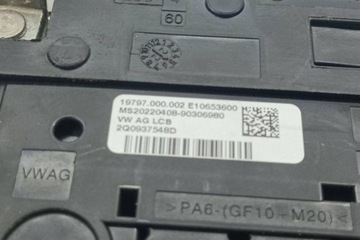 60
19797.000.002 E10653600
MS20220408-90306980
VW AG LCB
2Q0937548D
VWAG
>PA6-(GF10-M20)<